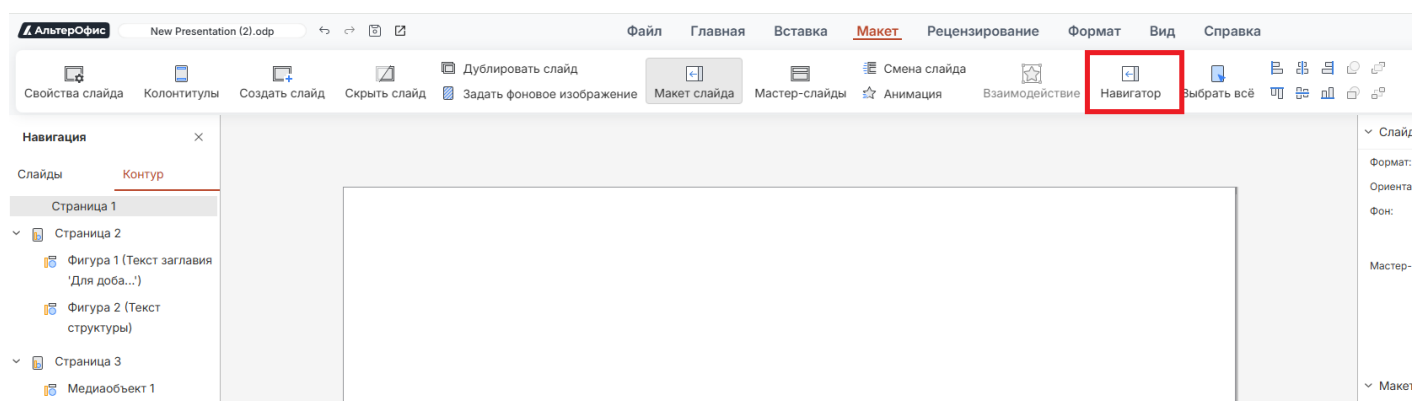 АльтерОфис New Presentation (2).odp Файл Главная Вставка Макет Рецензирование Формат Вид Справка
Дублировать слайд Смена слайда
Свойства слайда Колонтитулы Создать слайд Скрыть слайд Задать фоновое изображение Макет слайда Мастер-слайды Анимация Взаимодействие Навигатор Выбрать всё
Навигация
Слайды Контур
Страница 1
Страница 2
Фигура 1 (Текст заглавия
'Для доба...')
Фигура 2 (Текст
структуры)
Страница 3
Медиаобъект 1
Слайд
Формат:
Ориента
Фон:
Мастер-
Макет